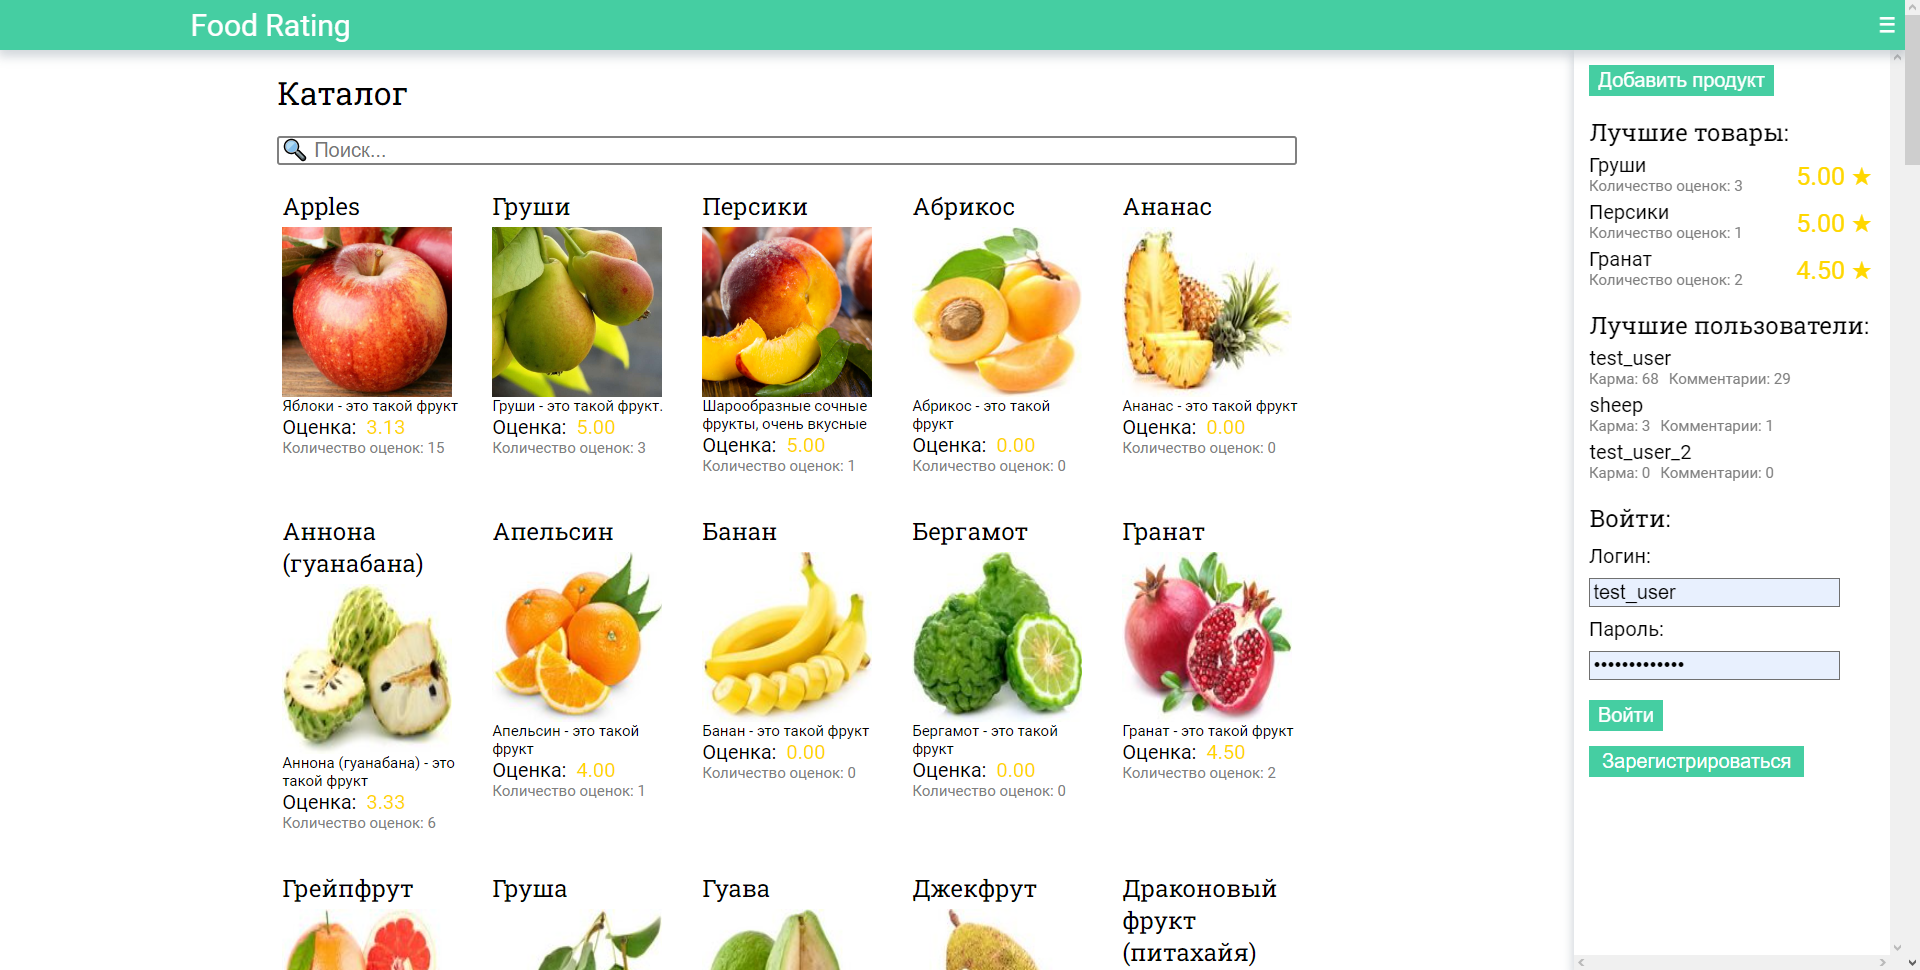 Food Rating
☰
Каталог
Поиск...
Apples
Яблоки - это такой фрукт
Оценка: 3.13
Количество оценок: 15
Груши
Груши - это такой фрукт.
Оценка: 5.00
Количество оценок: 3
Персики
Шарообразные сочные
фрукты, очень вкусные
Оценка: 5.00
Количество оценок: 1
Абрикос
Абрикос - это такой
фрукт
Оценка: 0.00
Количество оценок: 0
Ананас
Ананас - это такой фрукт
Оценка: 0.00
Количество оценок: 0
Аннона
(гуанабана)
Аннона (гуанабана) - это
такой фрукт
Оценка: 3.33
Количество оценок: 6
Апельсин
Апельсин - это такой
фрукт
Оценка: 4.00
Количество оценок: 1
Банан
Банан - это такой фрукт
Оценка: 0.00
Количество оценок: 0
Бергамот
Бергамот - это такой
фрукт
Оценка: 0.00
Количество оценок: 0
Гранат
Гранат - это такой фрукт
Оценка: 4.50
Количество оценок: 2
Грейпфрут
Груша
Гуава
Джекфрут
Драконовый
фрукт
(питахайя)
Добавить продукт
Лучшие товары:
Груши
Количество оценок: 3
5.00 ★
Персики
Количество оценок: 1
5.00 ★
Гранат
Количество оценок: 2
4.50 ★
Лучшие пользователи:
test_user
Карма: 68 Комментарии: 29
sheep
Карма: 3 Комментарии: 1
test_user_2
Карма: 0 Комментарии: 0
Войти:
Логин:
test_user
Пароль:
•••••••••••••
Войти
Зарегистрироваться